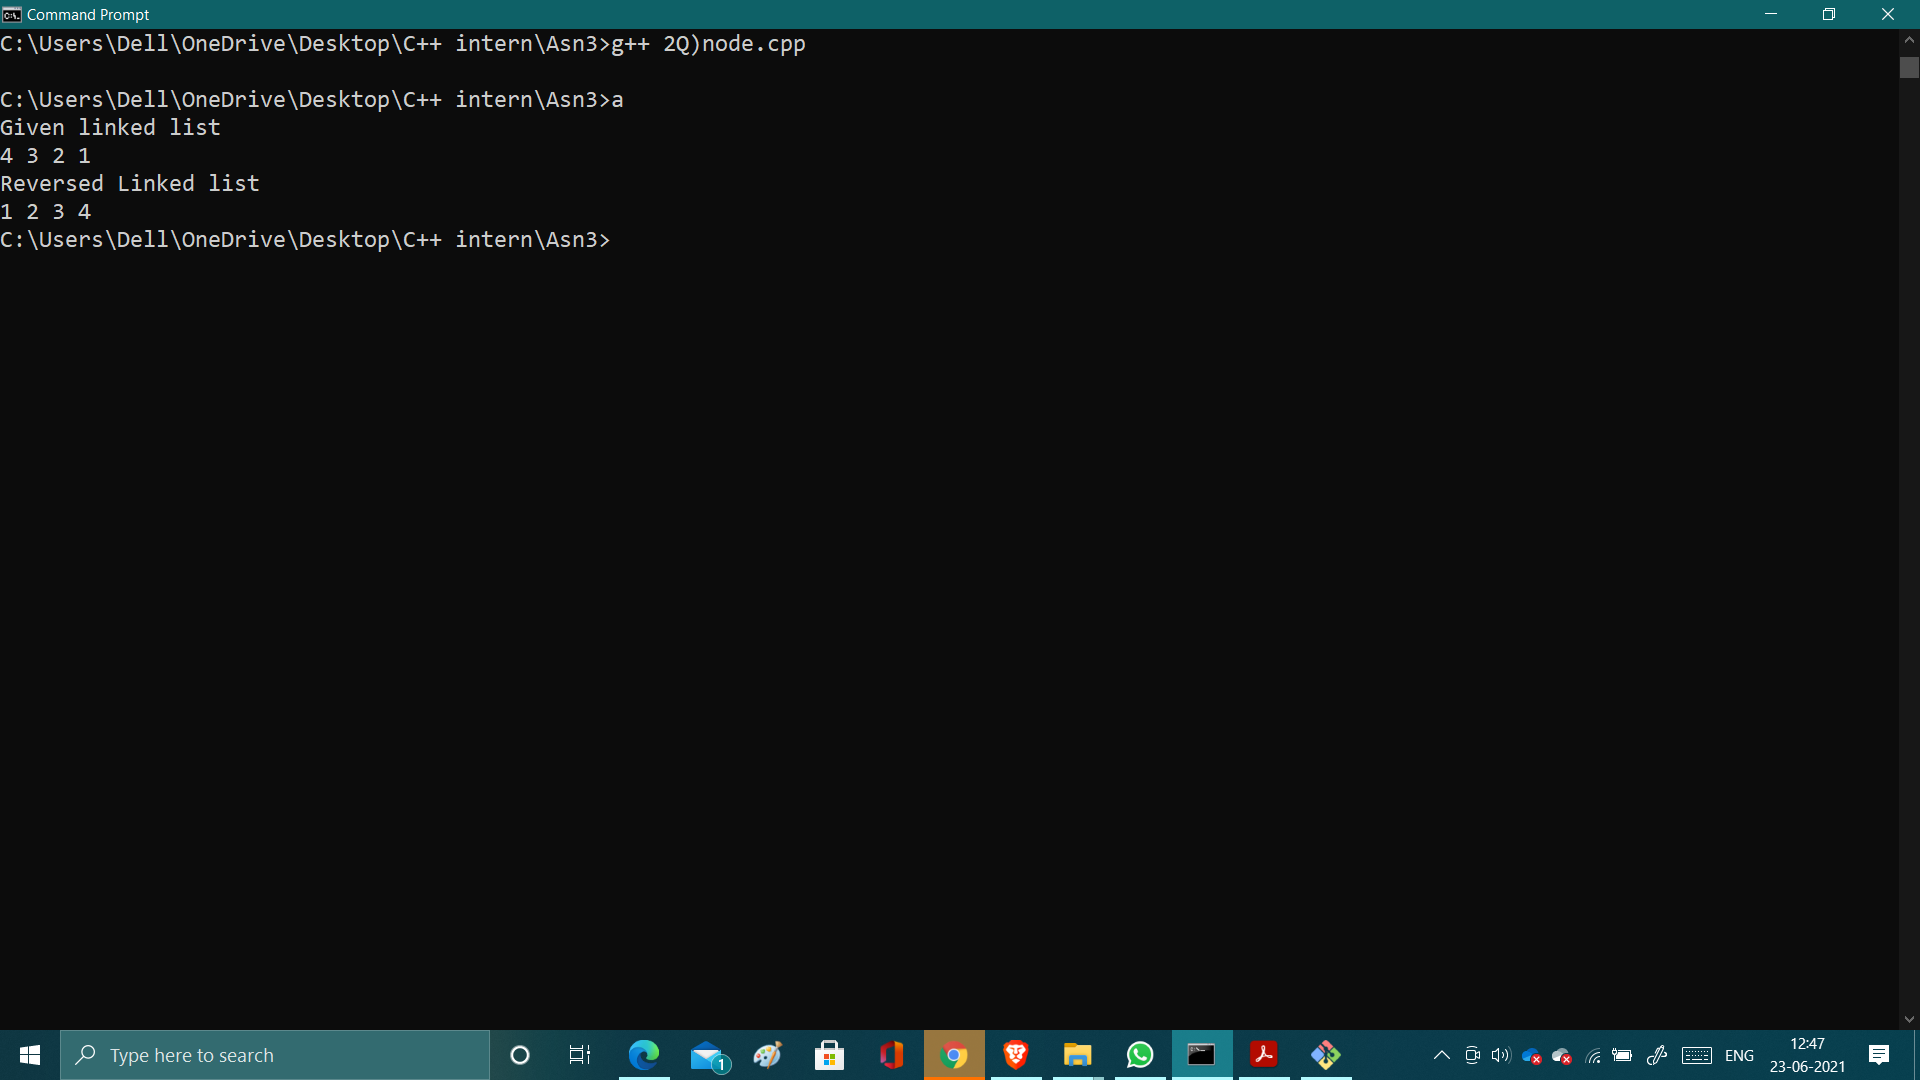 Command Prompt
C:\Users\Dell\OneDrive\Desktop\C++ intern\Asn3>g++ 2Q)node.cpp
C:\Users\Dell\OneDrive\Desktop\C++ intern\Asn3>a
Given linked list
4 3 2 1
Reversed Linked list
1 2 3 4
C:\Users\Dell\OneDrive\Desktop\C++ intern\Asn3>
Type here to search
1
ENG
12:47
23-06-2021